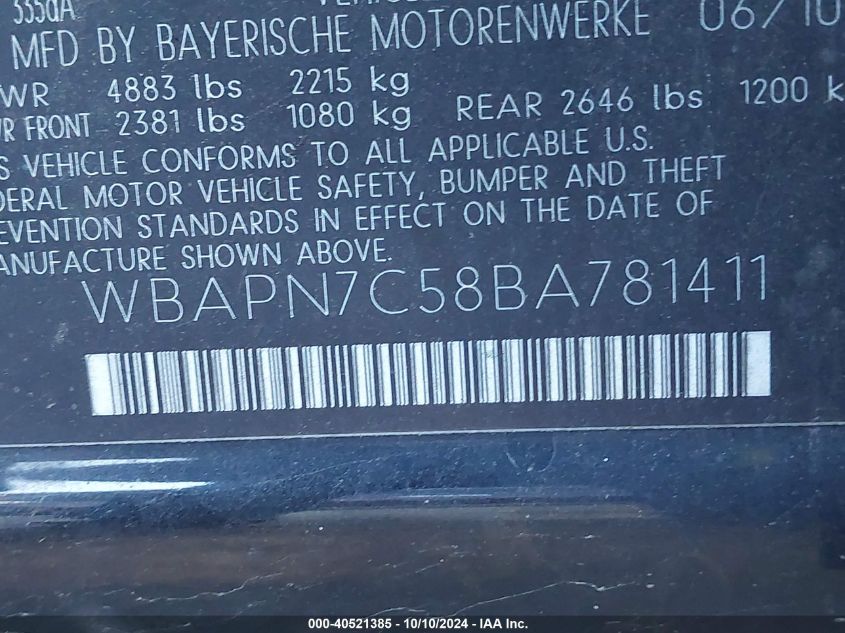 335dA
MFD BY BAYERISCHE MOTORENWERKE 06/10
WR 4883 lbs 2215 kg
R FRONT 2381 lbs 1080 kg REAR 2646 lbs 1200 k
S VEHICLE CONFORMS TO ALL APPLICABLE U.S.
DERAL MOTOR VEHICLE SAFETY, BUMPER AND THEFT
EVENTION STANDARDS IN EFFECT ON THE DATE OF
ANUFACTURE SHOWN ABOVE.
WBAPN7C58BA781411
000-40521385 - 10/10/2024 - IAA Inc.